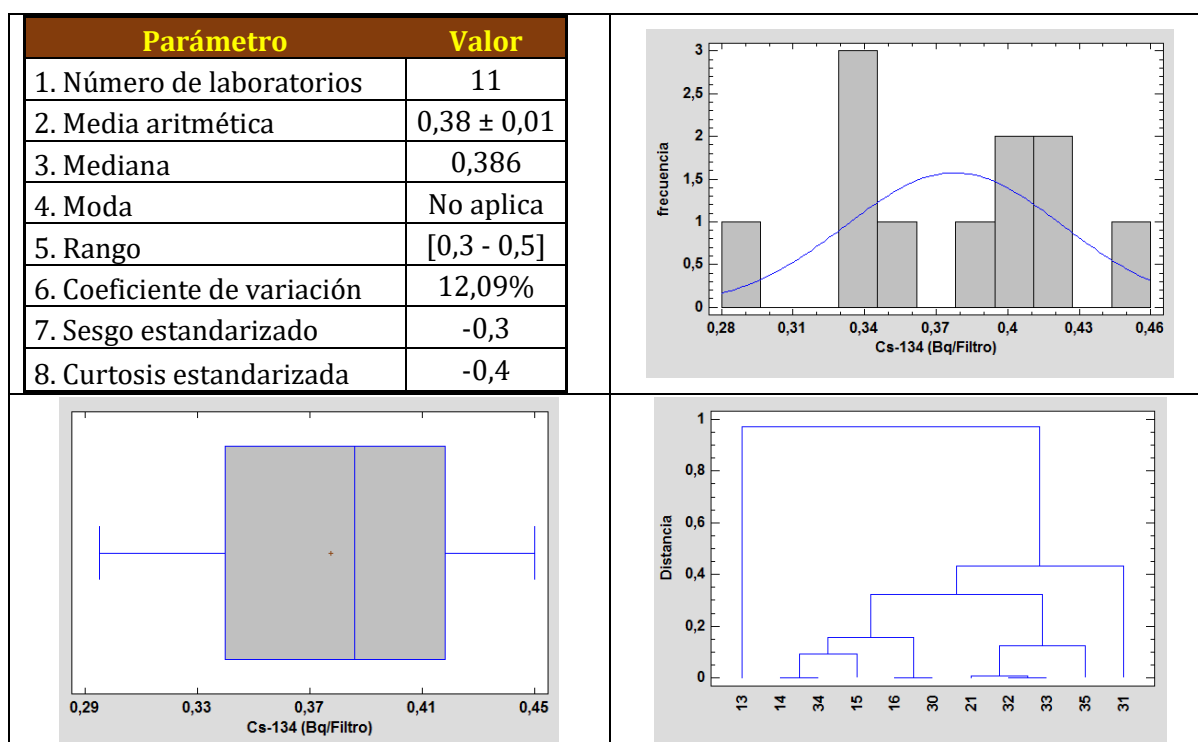 Parámetro Valor
1. Número de laboratorios 11
2. Media aritmética 0,38 ± 0,01
3. Mediana 0,386
4. Moda No aplica
5. Rango [0,3 - 0,5]
6. Coeficiente de variación 12,09%
7. Sesgo estandarizado -0,3
8. Curtosis estandarizada -0,4
frecuencia
3
2,5
2
1,5
1
0,5
0
0,28 0,31 0,34 0,37 0,4 0,43 0,46
Cs-134 (Bq/Filtro)
0,29 0,33 0,37 0,41 0,45
Cs-134 (Bq/Filtro)
Distancia
1
0,8
0,6
0,4
0,2
0
13 14 34 15 16 30 21 32 33 35 31